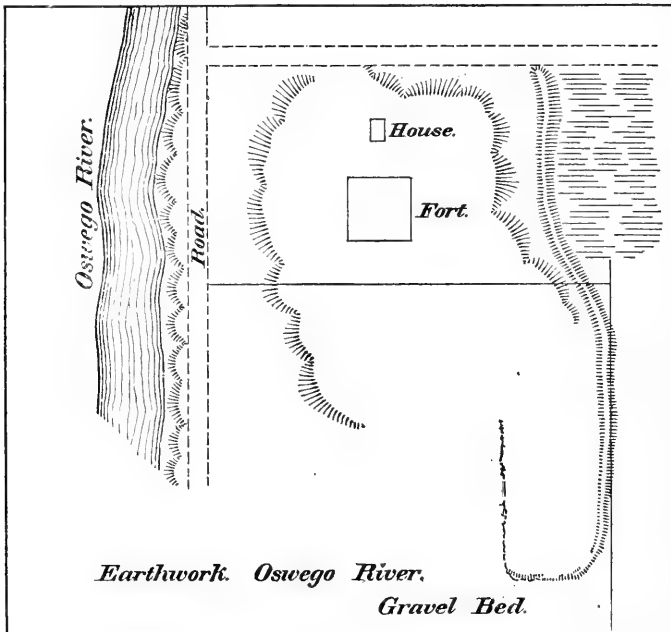 Oswego River.
Road.
House.
Fort.
Earthwork. Oswego River.
Gravel Bed.